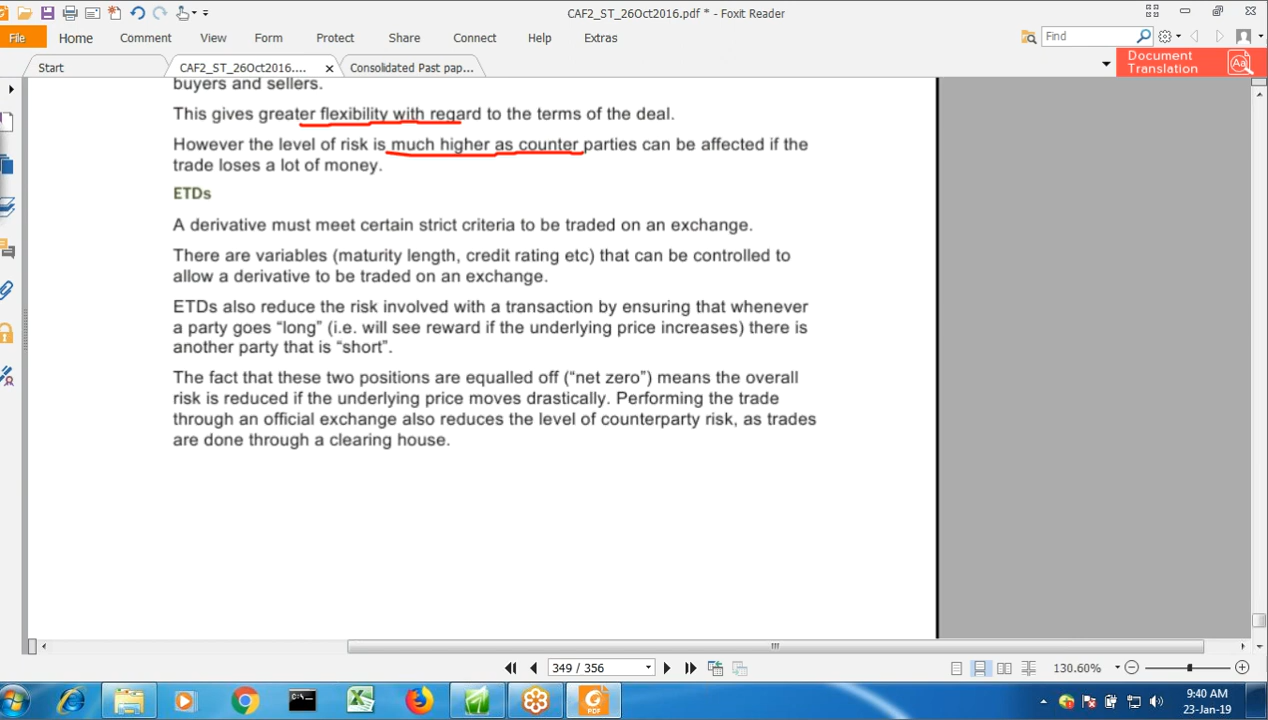 CAF2_ST_26Oct2016.pdf * - Foxit Reader
File Home Comment View Form Protect Share Connect Help Extras
Find
Document
Translation
Start
CAF2_ST_26Oct2016....
Consolidated Past pap...
buyers and sellers.
This gives greater flexibility with regard to the terms of the deal.
However the level of risk is much higher as counter parties can be affected if the
trade loses a lot of money.
ETDs
A derivative must meet certain strict criteria to be traded on an exchange.
There are variables (maturity length, credit rating etc) that can be controlled to
allow a derivative to be traded on an exchange.
ETDs also reduce the risk involved with a transaction by ensuring that whenever
a party goes “long” (i.e. will see reward if the underlying price increases) there is
another party that is “short”.
The fact that these two positions are equalled off (“net zero”) means the overall
risk is reduced if the underlying price moves drastically. Performing the trade
through an official exchange also reduces the level of counterparty risk, as trades
are done through a clearing house.
349 / 356
130.60%
9:40 AM
23-Jan-19